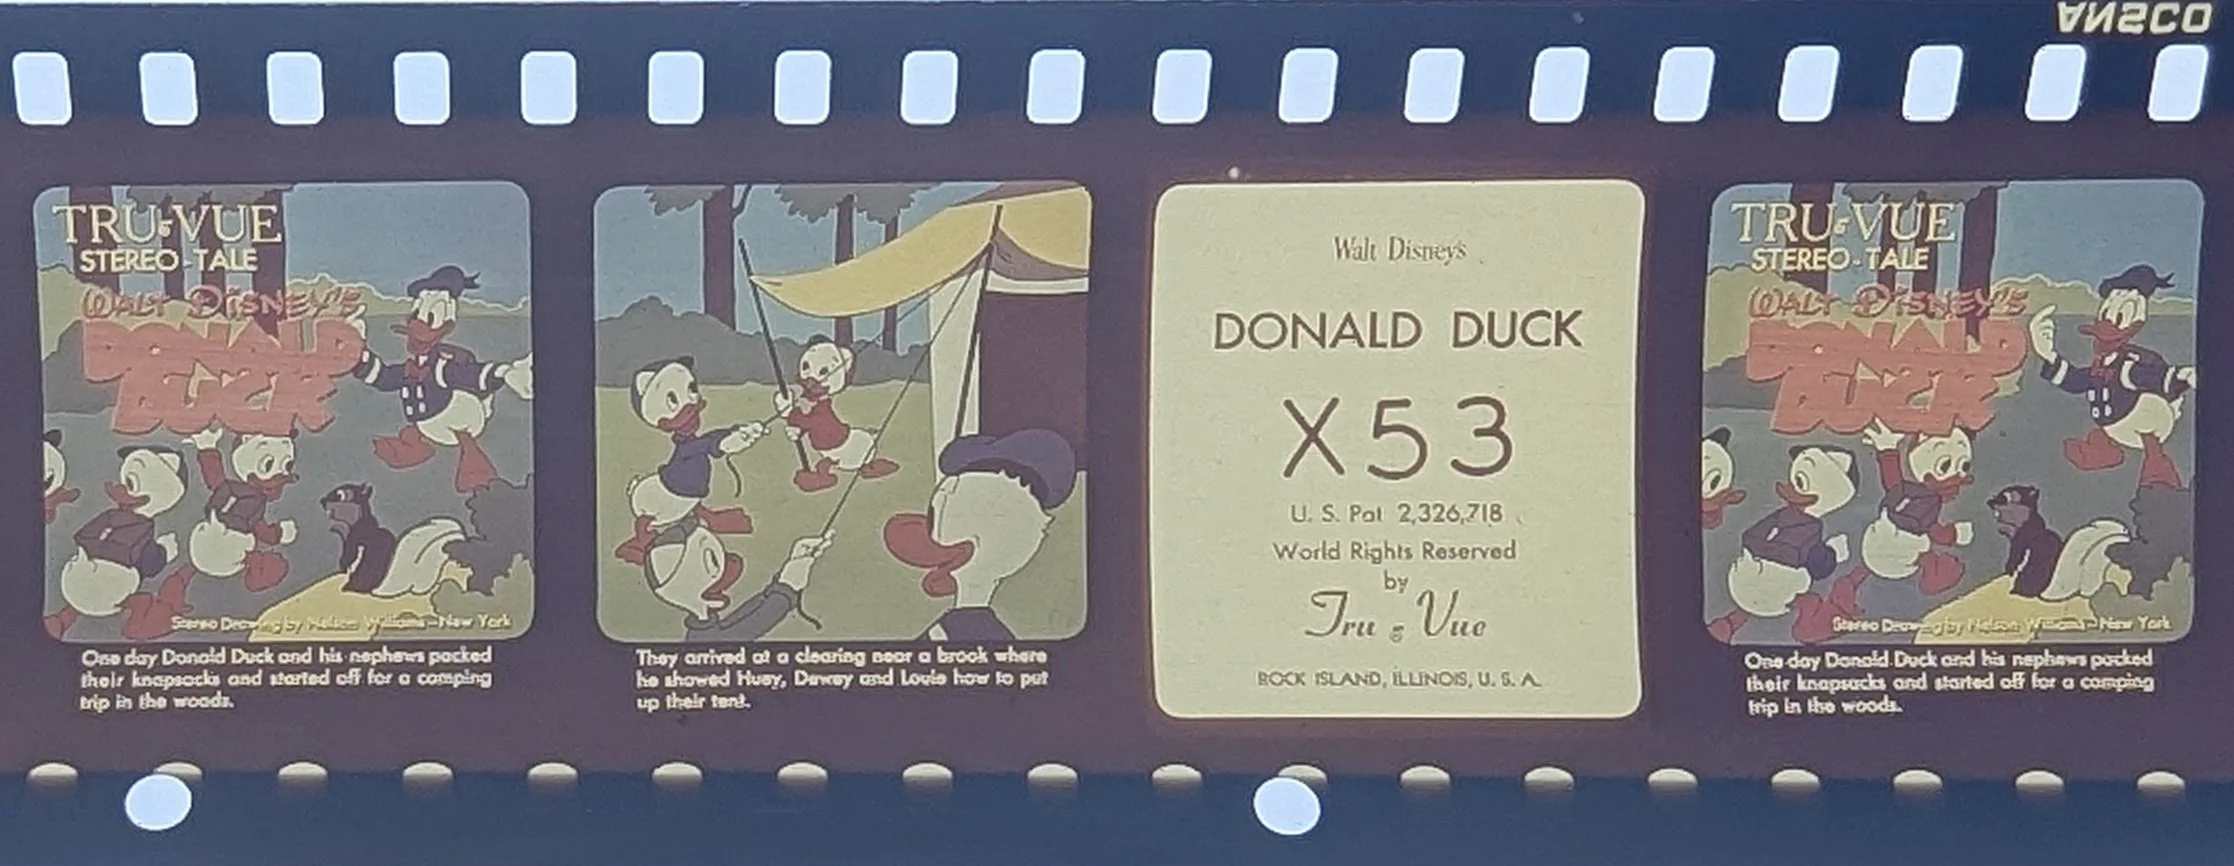 ANSCO
TRU-VUE
STEREO-TALE
WALT DISNEY'S
DONALD
DUCK
Stereo Drawing by Nelson Williams-New York
One day Donald Duck and his nephews packed
their knapsacks and started off for a camping
trip in the woods.
They arrived at a clearing near a brook where
he showed Huey, Dewey and Louie how to put
up their tent.
Walt Disney's
DONALD DUCK
X53
U. S. Pat 2,326,718
World Rights Reserved
by
Tru-Vue
ROCK ISLAND, ILLINOIS, U. S. A.
TRU-VUE
STEREO-TALE
WALT DISNEY'S
DONALD
DUCK
Stereo Drawing by Nelson Williams-New York
One day Donald Duck and his nephews packed
their knapsacks and started off for a camping
trip in the woods.